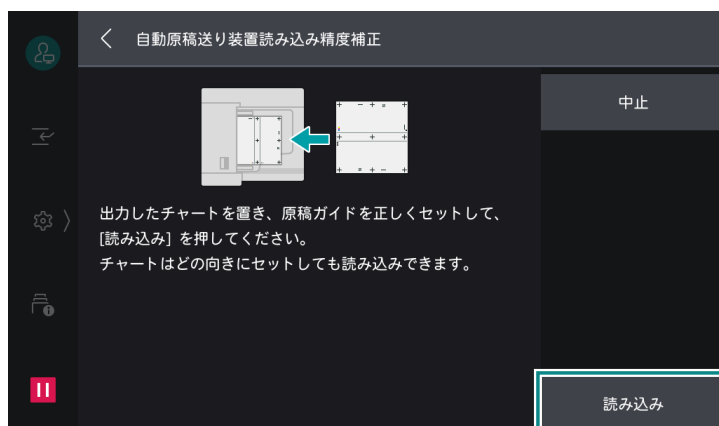 自動原稿送り装置読み込み精度補正
中止
出力したチャートを置き、原稿ガイドを正しくセットして、
[読み込み] を押してください。
チャートはどの向きにセットしても読み込みできます。
読み込み